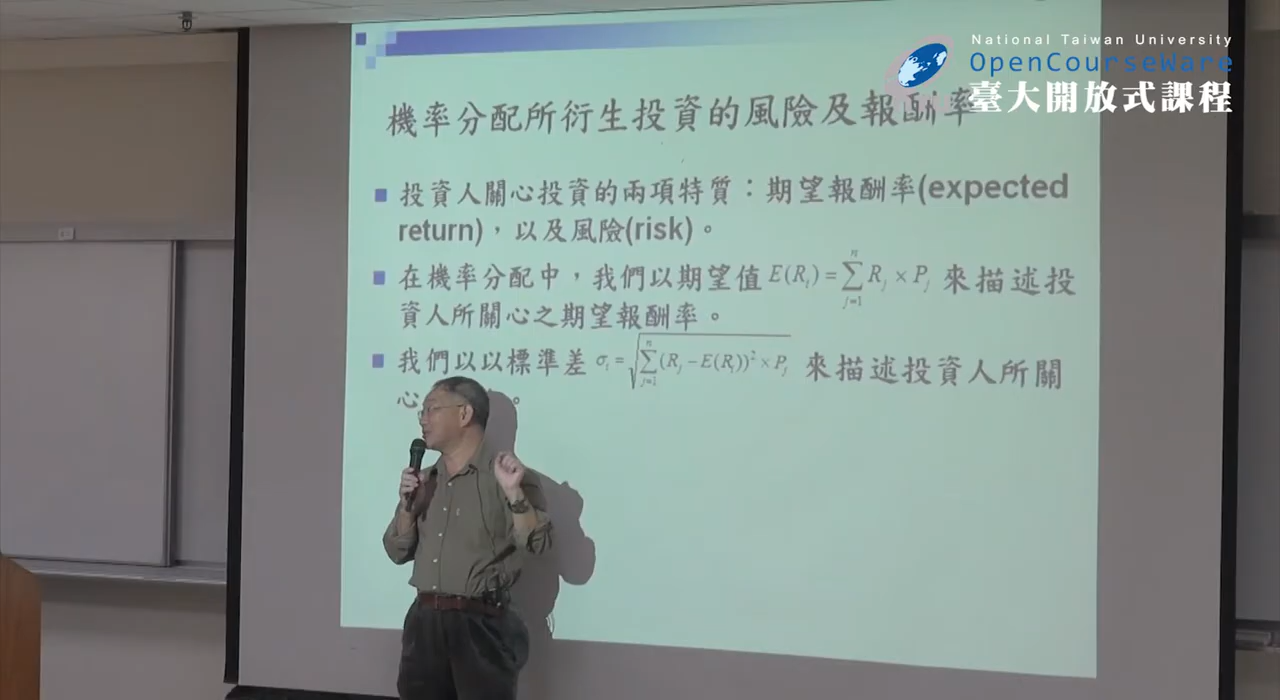 National Taiwan University
OpenCourseWare
臺大開放式課程
機率分配所衍生投資的風險及報酬率
投資人關心投資的兩項特質：期望報酬率(expected
return)，以及風險(risk)。
在機率分配中，我們以期望值 E(R_i) = \sum_{j=1}^{n} R_j × P_j 來描述投
資人所關心之期望報酬率。
我們以以標準差 σ_i = \sqrt{\sum_{j=1}^{n} (R_j − E(R_i))^2 × P_j} 來描述投資人所關
心